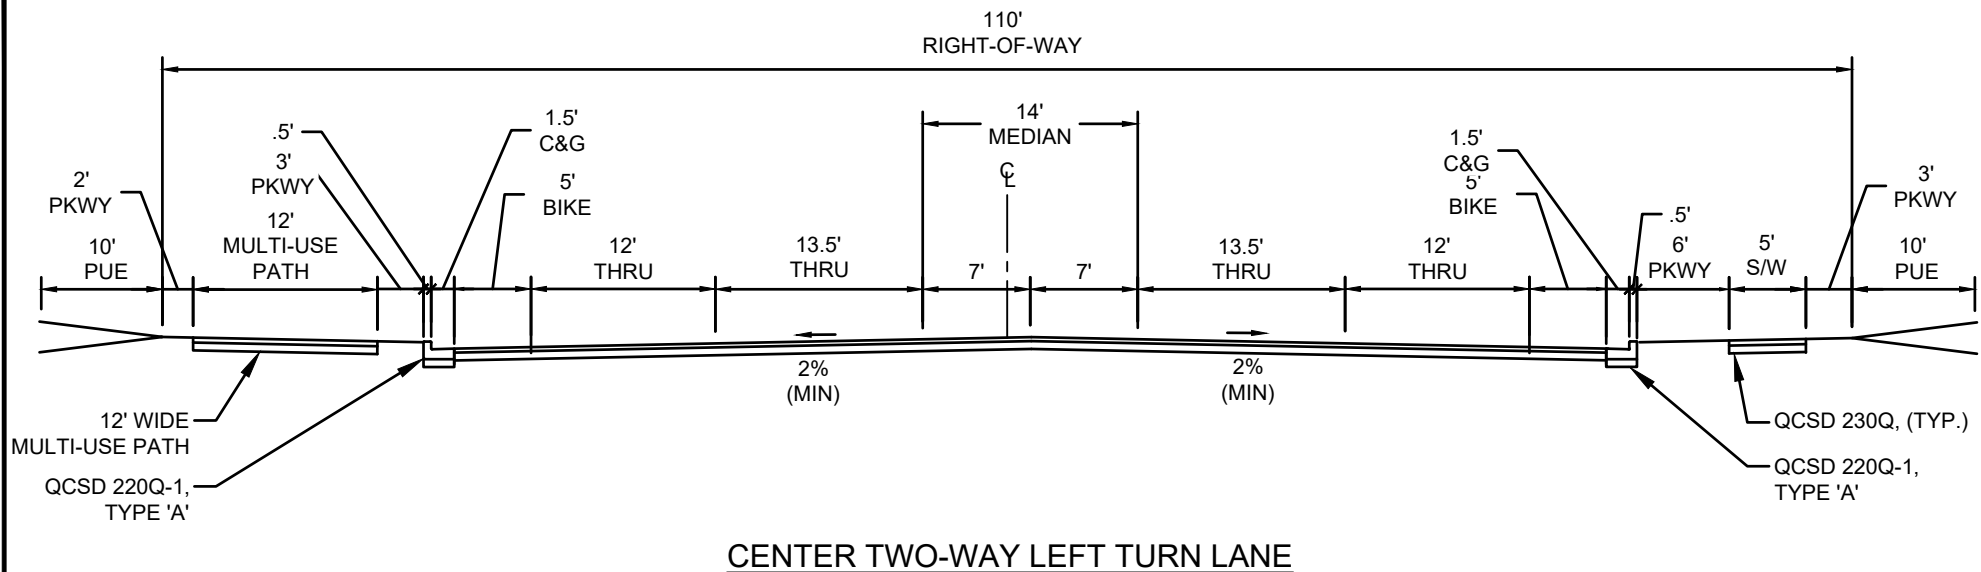 110'
RIGHT-OF-WAY
14'
MEDIAN
℄
.5'
1.5'
C&G
3'
PKWY
2'
PKWY
5'
BIKE
12'
MULTI-USE
PATH
10'
PUE
12'
THRU
13.5'
THRU
7'
7'
13.5'
THRU
12'
THRU
1.5'
C&G
5'
BIKE
.5'
6'
PKWY
5'
S/W
3'
PKWY
10'
PUE
2%
(MIN)
2%
(MIN)
12' WIDE
MULTI-USE PATH
QCSD 220Q-1,
TYPE 'A'
QCSD 230Q, (TYP.)
QCSD 220Q-1,
TYPE 'A'
CENTER TWO-WAY LEFT TURN LANE